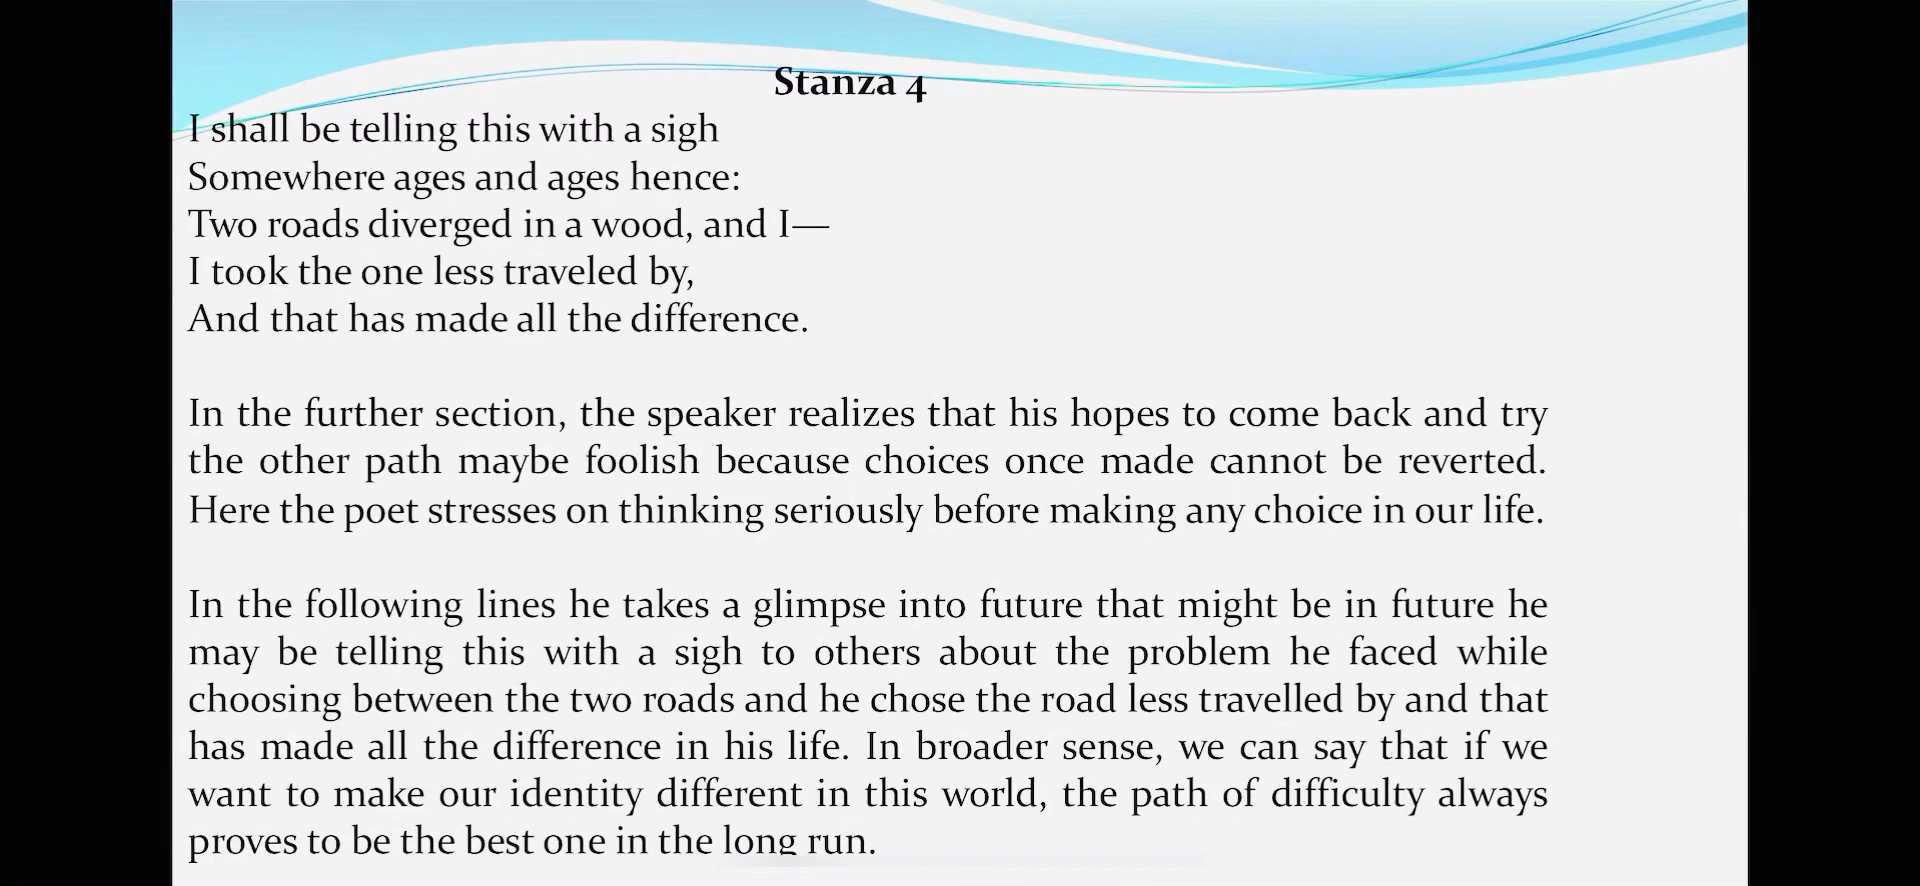 Stanza 4
I shall be telling this with a sigh
Somewhere ages and ages hence:
Two roads diverged in a wood, and I—
I took the one less traveled by,
And that has made all the difference.
In the further section, the speaker realizes that his hopes to come back and try
the other path maybe foolish because choices once made cannot be reverted.
Here the poet stresses on thinking seriously before making any choice in our life.
In the following lines he takes a glimpse into future that might be in future he
may be telling this with a sigh to others about the problem he faced while
choosing between the two roads and he chose the road less travelled by and that
has made all the difference in his life. In broader sense, we can say that if we
want to make our identity different in this world, the path of difficulty always
proves to be the best one in the long run.